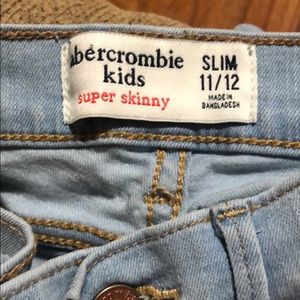 abercrombie
kids
super skinny
SLIM
11/12
MADE IN
BANGLADESH